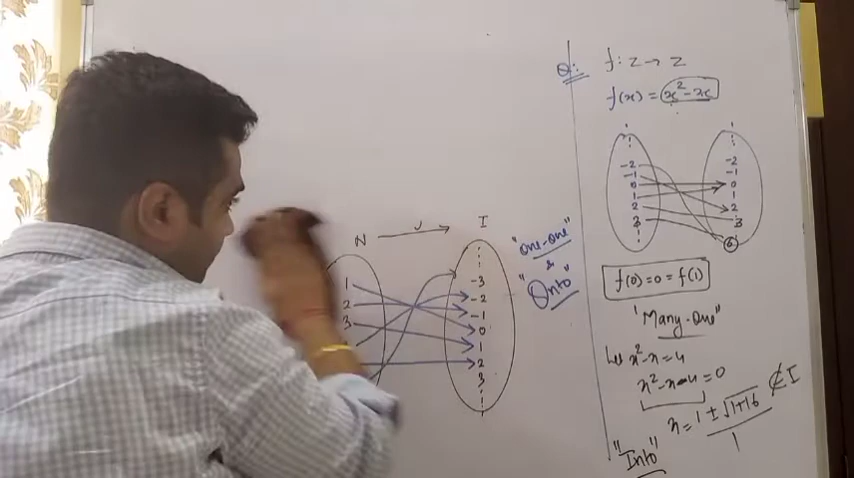 N → I
1
2
3
-3
-2
-1
0
1
2
3
"One-One"
&
"Onto"
Q: f: Z → Z
f(x) = x² - x
-2
-1
0
1
2
3
-2
-1
0
1
2
3
6
f(0) = 0 = f(1)
"Many-One"
Let x² - x = 4
x² - x - 4 = 0
x = 1 ± √1+16 ∉ I
1
"Into"